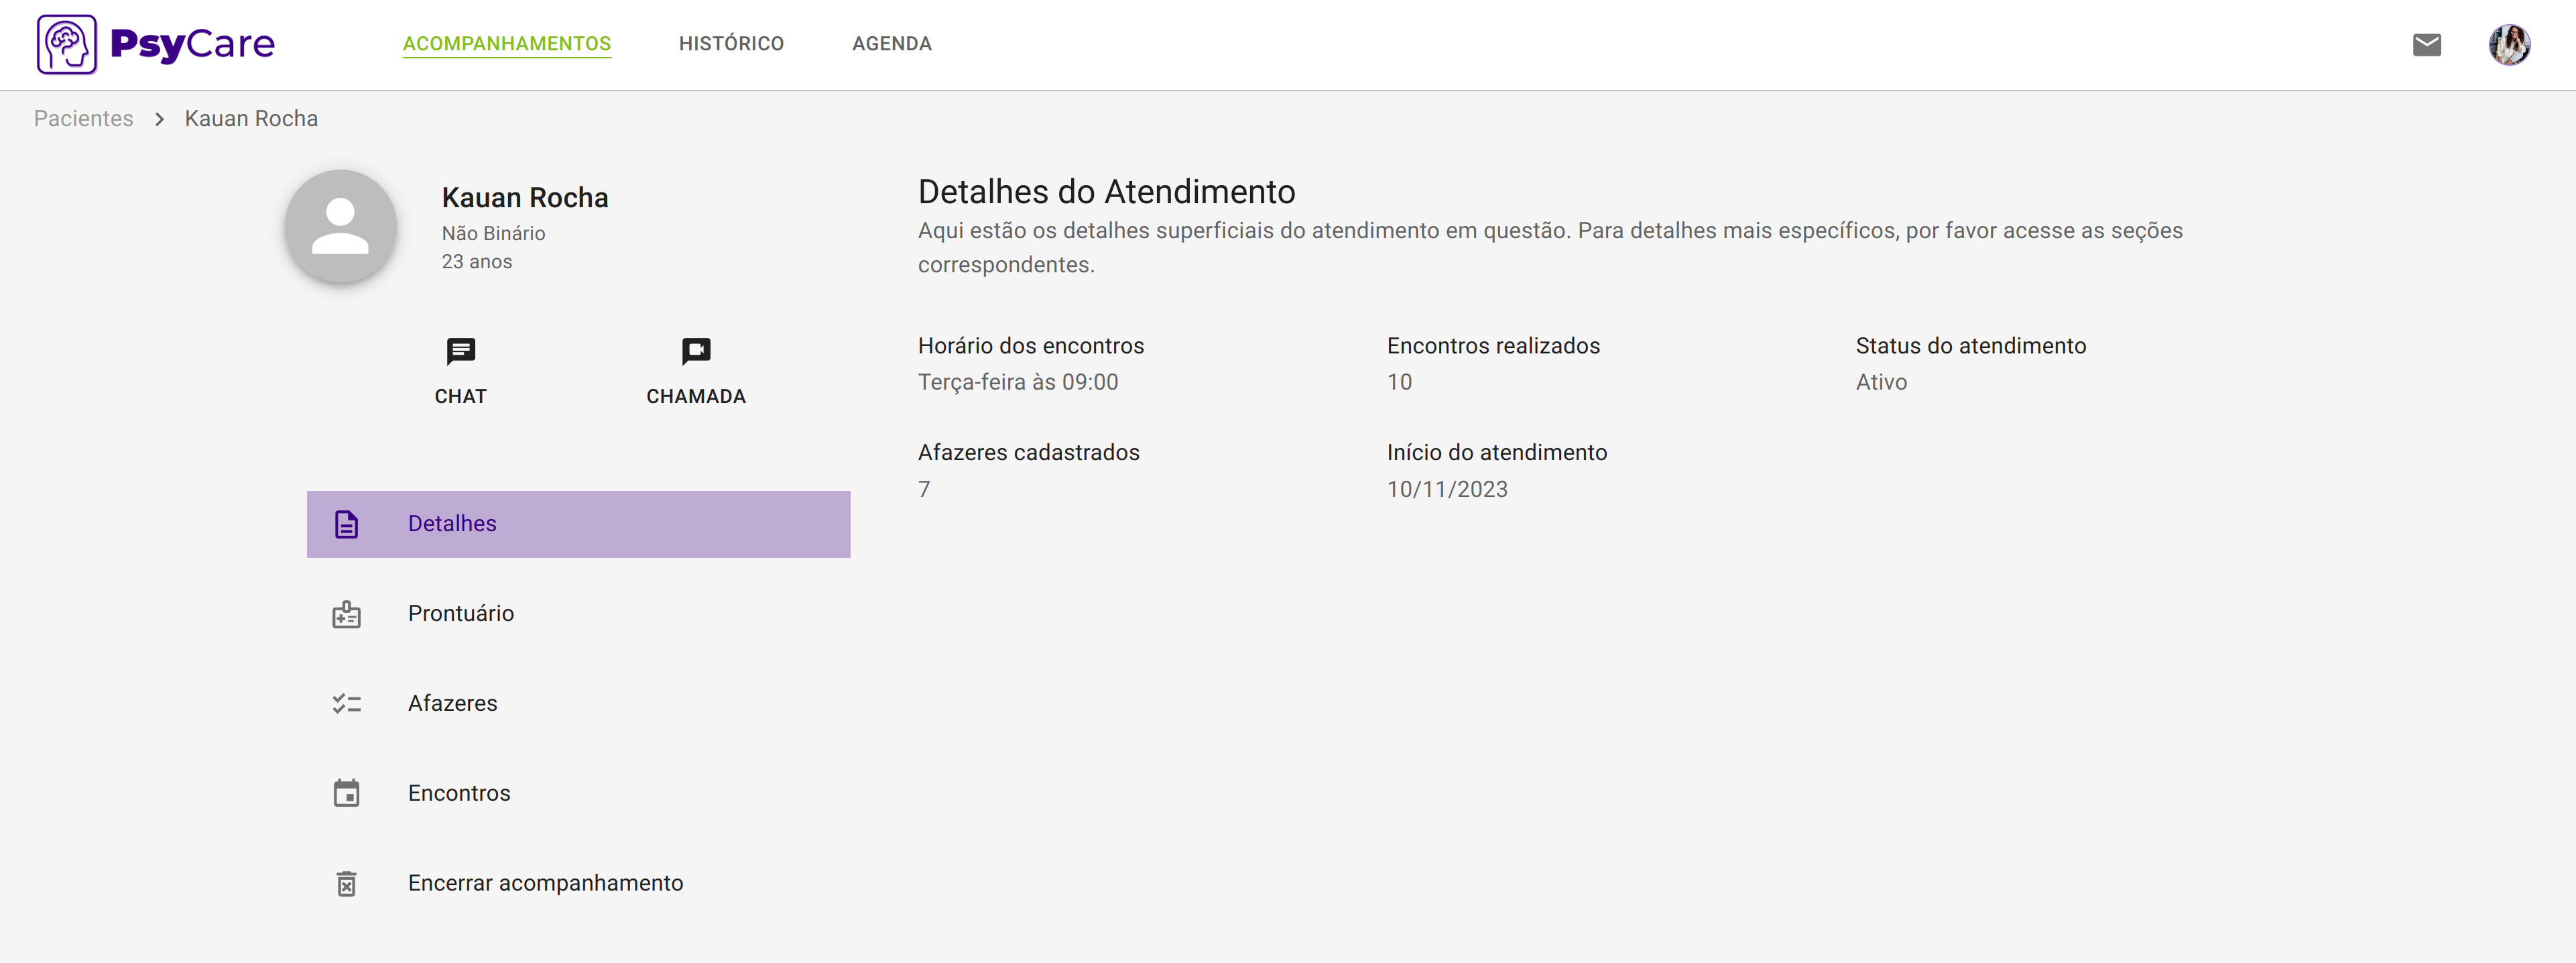 PsyCare
ACOMPANHAMENTOS
HISTÓRICO
AGENDA
Pacientes
Kauan Rocha
Kauan Rocha
Não Binário
23 anos
CHAT
CHAMADA
Detalhes
Prontuário
Afazeres
Encontros
Encerrar acompanhamento
Detalhes do Atendimento
Aqui estão os detalhes superficiais do atendimento em questão. Para detalhes mais específicos, por favor acesse as seções
correspondentes.
Horário dos encontros
Terça-feira às 09:00
Encontros realizados
10
Status do atendimento
Ativo
Afazeres cadastrados
7
Início do atendimento
10/11/2023